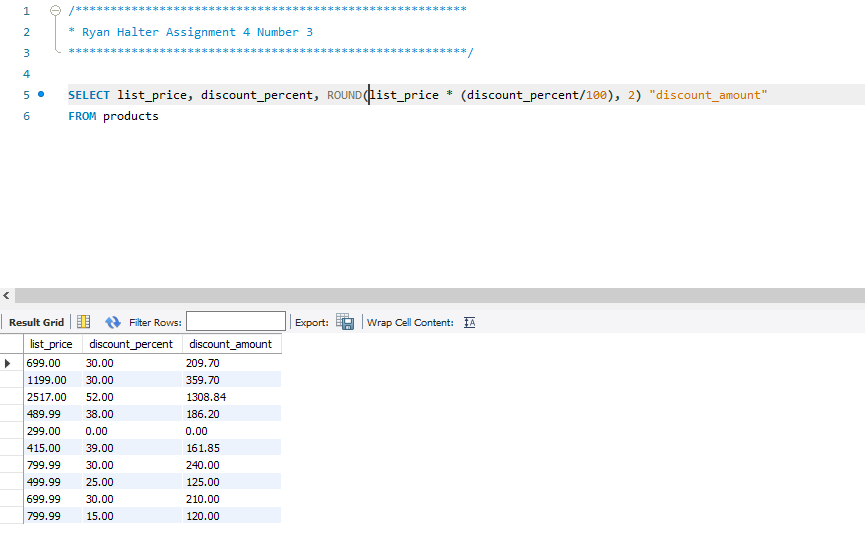 1 /********************************************************
2 * Ryan Halter Assignment 4 Number 3
3 *********************************************************/
4
5 SELECT list_price, discount_percent, ROUND(list_price * (discount_percent/100), 2) "discount_amount"
6 FROM products
Result Grid Filter Rows: Export: Wrap Cell Content:
list_price discount_percent discount_amount
699.00 30.00 209.70
1199.00 30.00 359.70
2517.00 52.00 1308.84
489.99 38.00 186.20
299.00 0.00 0.00
415.00 39.00 161.85
799.99 30.00 240.00
499.99 25.00 125.00
699.99 30.00 210.00
799.99 15.00 120.00